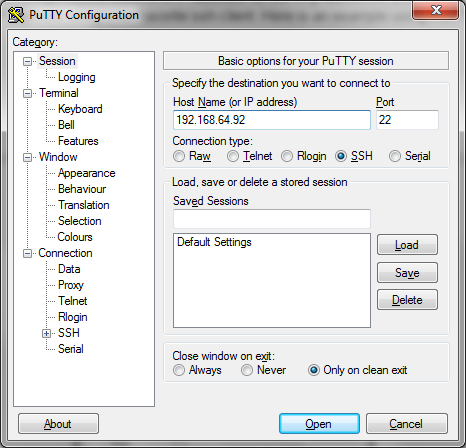 PuTTY Configuration
Category:
Session
Logging
Terminal
Keyboard
Bell
Features
Window
Appearance
Behaviour
Translation
Selection
Colours
Connection
Data
Proxy
Telnet
Rlogin
SSH
Serial
Basic options for your PuTTY session
Specify the destination you want to connect to
Host Name (or IP address) Port
192.168.64.92 22
Connection type:
Raw Telnet Rlogin SSH Serial
Load, save or delete a stored session
Saved Sessions
Default Settings
Load
Save
Delete
Close window on exit:
Always Never Only on clean exit
About Open Cancel